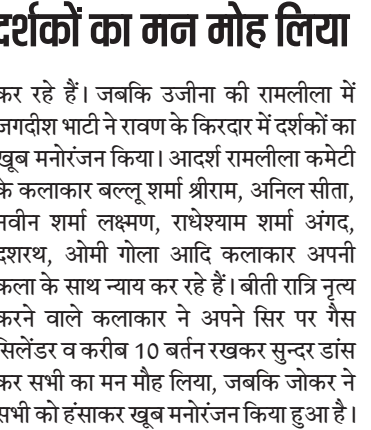 दर्शकों का मन मोह लिया
कर रहे हैं। जबकि उजीना की रामलीला में
जगदीश भाटी ने रावण के किरदार में दर्शकों का
खूब मनोरंजन किया। आदर्श रामलीला कमेटी
के कलाकार बल्लू शर्मा श्रीराम, अनिल सीता,
नवीन शर्मा लक्ष्मण, राधेश्याम शर्मा अंगद,
दशरथ, ओमी गोला आदि कलाकार अपनी
कला के साथ न्याय कर रहे हैं। बीती रात्रि नृत्य
करने वाले कलाकार ने अपने सिर पर गैस
सिलेंडर व करीब 10 बर्तन रखकर सुन्दर डांस
कर सभी का मन मौह लिया, जबकि जोकर ने
सभी को हंसाकर खूब मनोरंजन किया हुआ है।